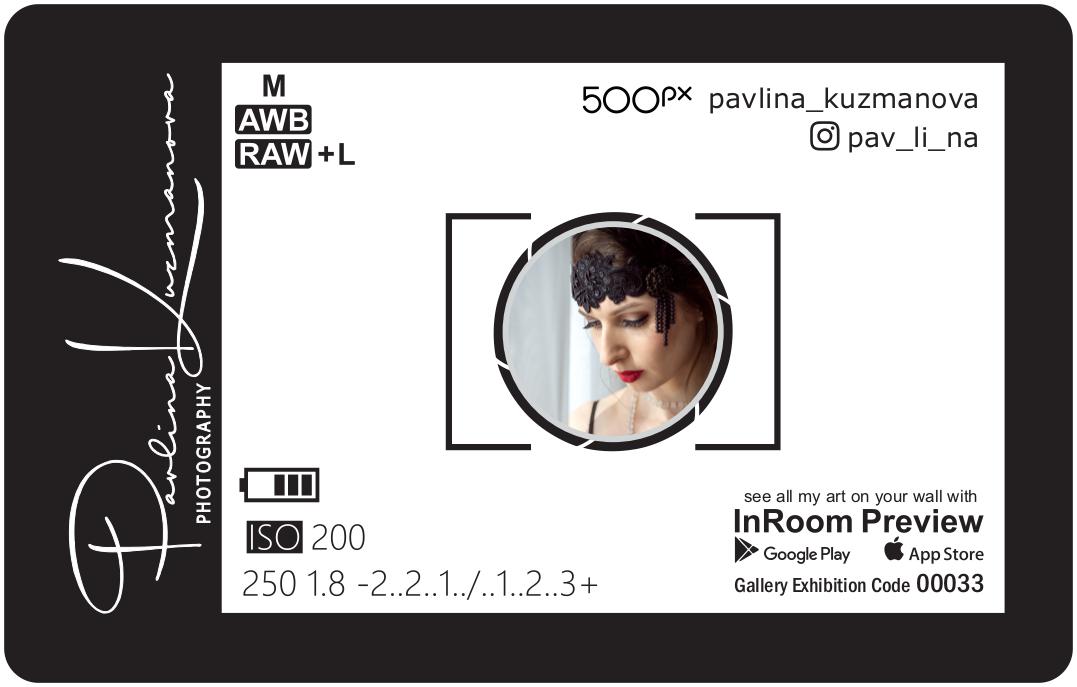 Pavlina Kuzmanova
PHOTOGRAPHY
M
AWB
RAW +L
500px pavlina_kuzmanova
pav_li_na
ISO 200
250 1.8 -2..2..1../..1..2..3+
see all my art on your wall with
InRoom Preview
Google Play App Store
Gallery Exhibition Code 00033